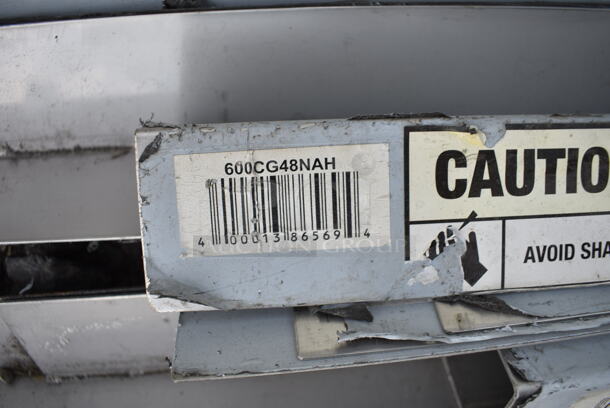 600CG48NAH
4 00013 86569 4
CAUTIO
AVOID SHA